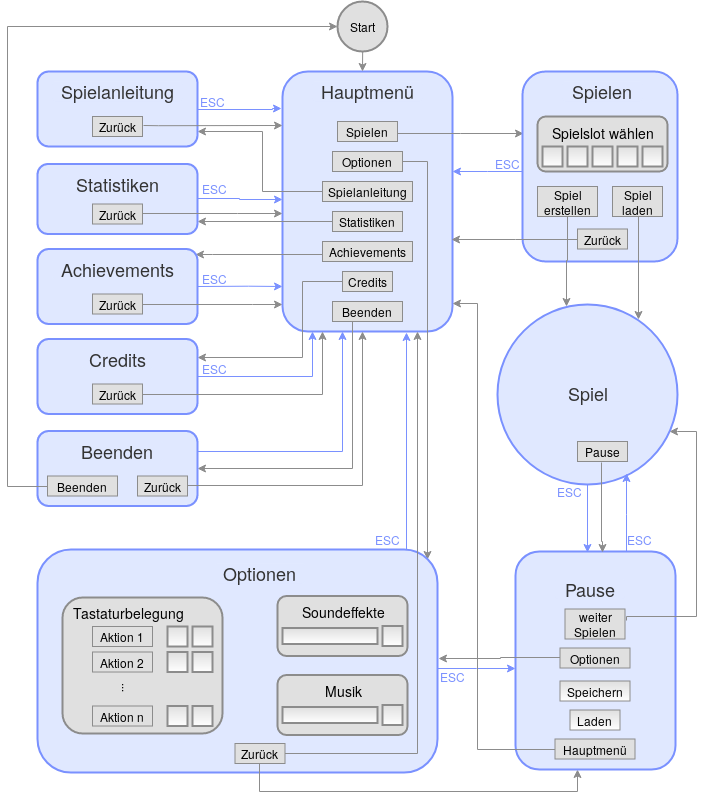 Start
Spielanleitung
Zurück
ESC
Hauptmenü
Spielen
Optionen
Spielanleitung
Statistiken
Achievements
Credits
Beenden
Spielen
Spielslot wählen
ESC
Spiel
erstellen
Spiel
laden
Zurück
Statistiken
Zurück
ESC
Achievements
Zurück
ESC
Credits
Zurück
ESC
Beenden
Beenden
Zurück
Spiel
Pause
ESC
ESC
ESC
Optionen
Tastaturbelegung
Aktion 1
Aktion 2
...
Aktion n
Soundeffekte
Musik
Zurück
ESC
Pause
weiter
Spielen
Optionen
Speichern
Laden
Hauptmenü